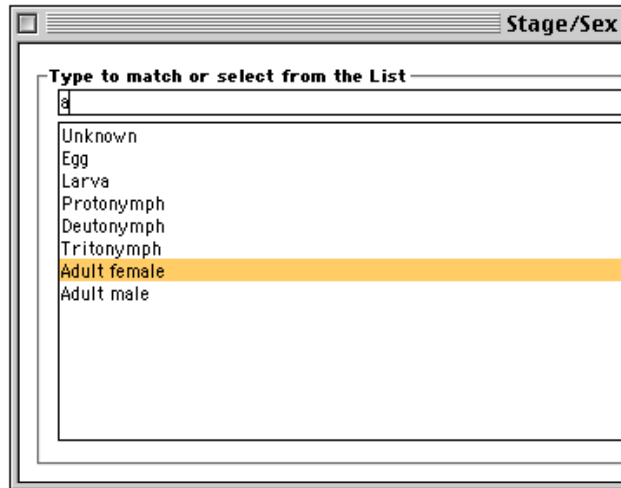 Stage/Sex
Type to match or select from the List
a
Unknown
Egg
Larva
Protonymph
Deutonymph
Tritonymph
Adult female
Adult male